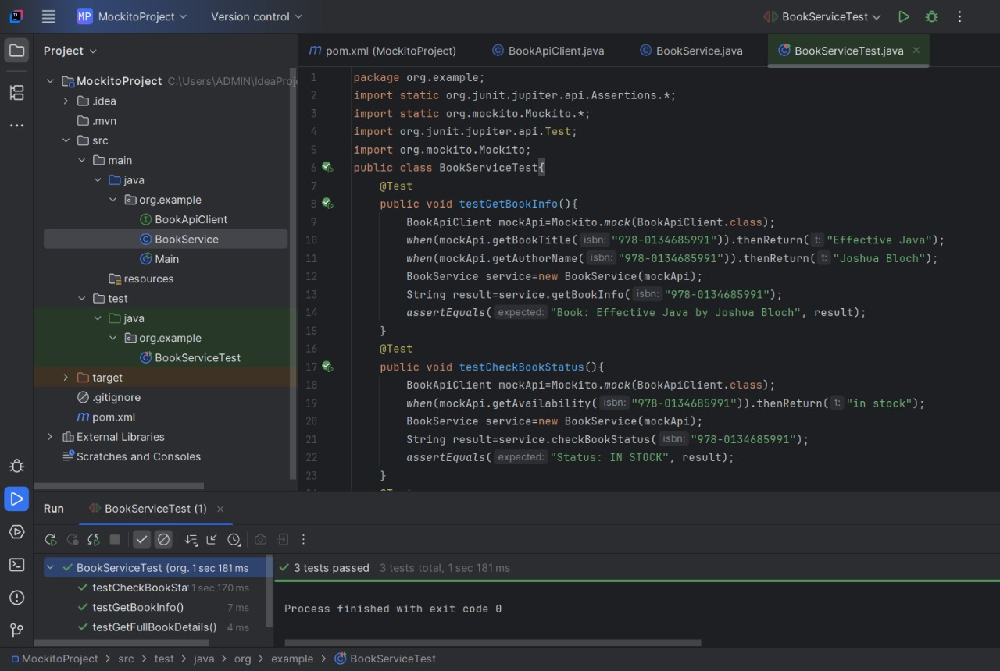 MP MockitoProject Version control BookServiceTest
Project
pom.xml (MockitoProject) BookApiClient.java BookService.java BookServiceTest.java
MockitoProject C:\Users\ADMIN\IdeaProje
.idea
.mvn
src
main
java
org.example
BookApiClient
BookService
Main
resources
test
java
org.example
BookServiceTest
target
.gitignore
pom.xml
External Libraries
Scratches and Consoles
1 package org.example;
2 import static org.junit.jupiter.api.Assertions.*;
3 import static org.mockito.Mockito.*;
4 import org.junit.jupiter.api.Test;
5 import org.mockito.Mockito;
6 public class BookServiceTest{
7 @Test
8 public void testGetBookInfo(){
9 BookApiClient mockApi=Mockito.mock(BookApiClient.class);
10 when(mockApi.getBookTitle( isbn: "978-0134685991")).thenReturn( t: "Effective Java");
11 when(mockApi.getAuthorName( isbn: "978-0134685991")).thenReturn( t: "Joshua Bloch");
12 BookService service=new BookService(mockApi);
13 String result=service.getBookInfo( isbn: "978-0134685991");
14 assertEquals( expected: "Book: Effective Java by Joshua Bloch", result);
15 }
16 @Test
17 public void testCheckBookStatus(){
18 BookApiClient mockApi=Mockito.mock(BookApiClient.class);
19 when(mockApi.getAvailability( isbn: "978-0134685991")).thenReturn( t: "in stock");
20 BookService service=new BookService(mockApi);
21 String result=service.checkBookStatus( isbn: "978-0134685991");
22 assertEquals( expected: "Status: IN STOCK", result);
23 }
Run BookServiceTest (1)
BookServiceTest (org. 1 sec 181 ms
testCheckBookSta 1 sec 170 ms
testGetBookInfo() 7 ms
testGetFullBookDetails() 4 ms
3 tests passed 3 tests total, 1 sec 181 ms
Process finished with exit code 0
MockitoProject > src > test > java > org > example > BookServiceTest